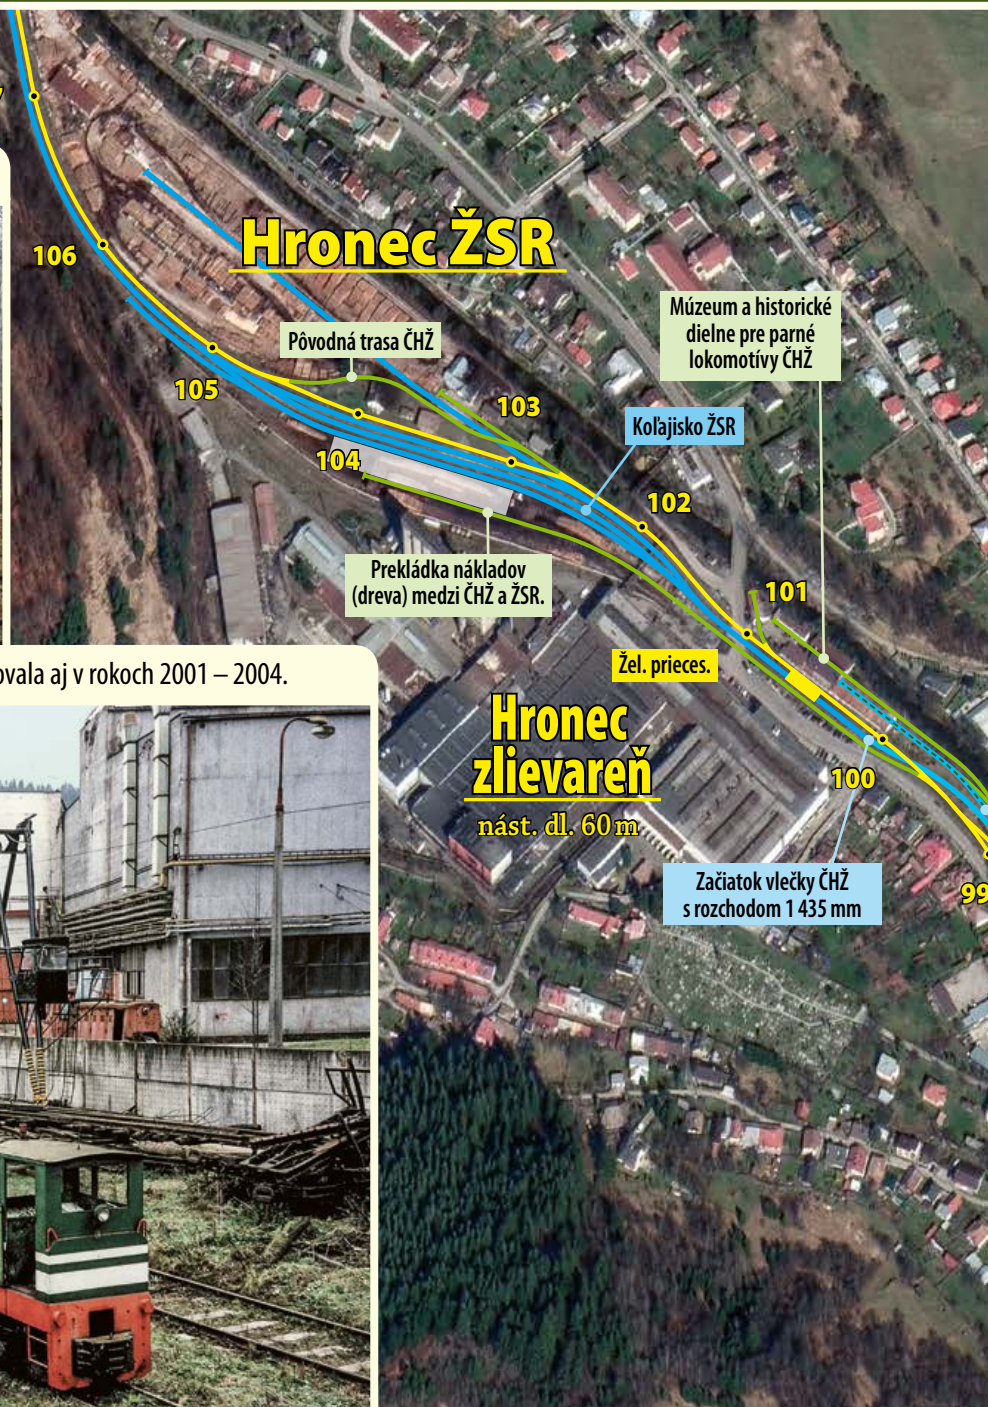 106
Hronec ŽSR
Múzeum a historické
dielne pre parné
lokomotívy ČHŽ
Pôvodná trasa ČHŽ
105
103
Koľajisko ŽSR
104
102
Prekládka nákladov
(dreva) medzi ČHŽ a ŽSR.
101
Žel. prieces.
ovala aj v rokoch 2001 – 2004.
Hronec
zlievareň
nást. dl. 60 m
100
Začiatok vlečky ČHŽ
s rozchodom 1 435 mm
99